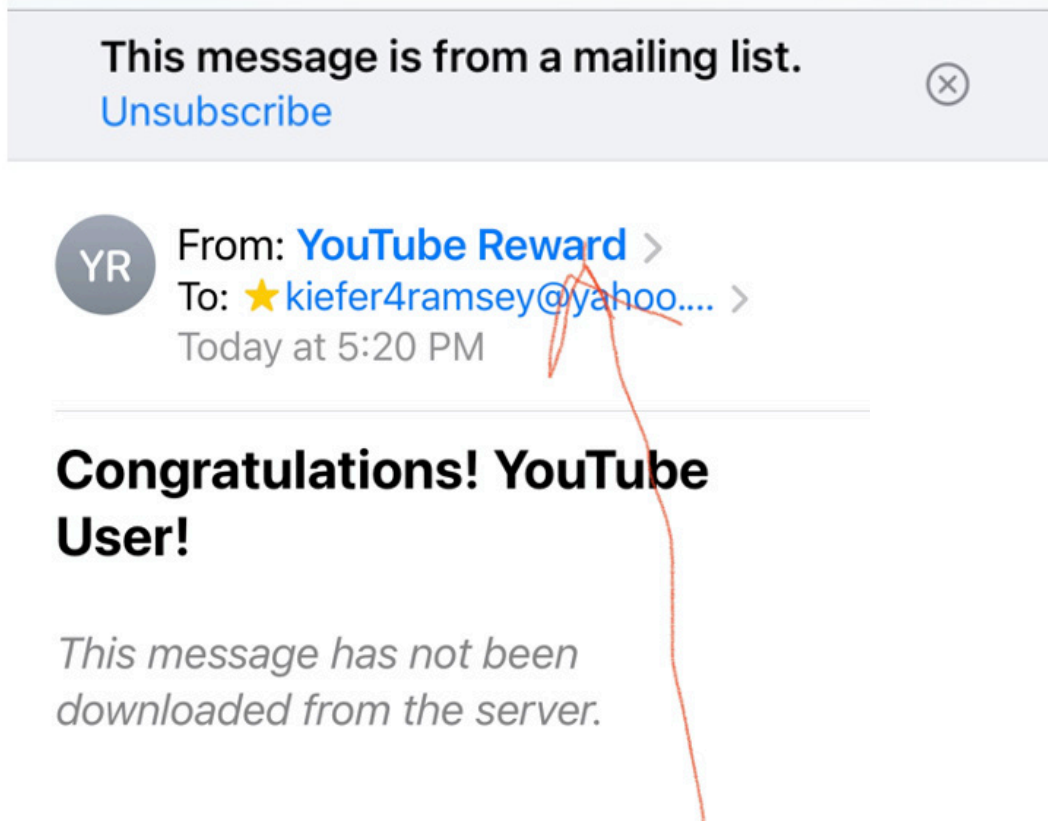 This message is from a mailing list.
Unsubscribe
YR
From: YouTube Reward
To: kiefer4ramsey@yahoo....
Today at 5:20 PM
Congratulations! YouTube
User!
This message has not been
downloaded from the server.